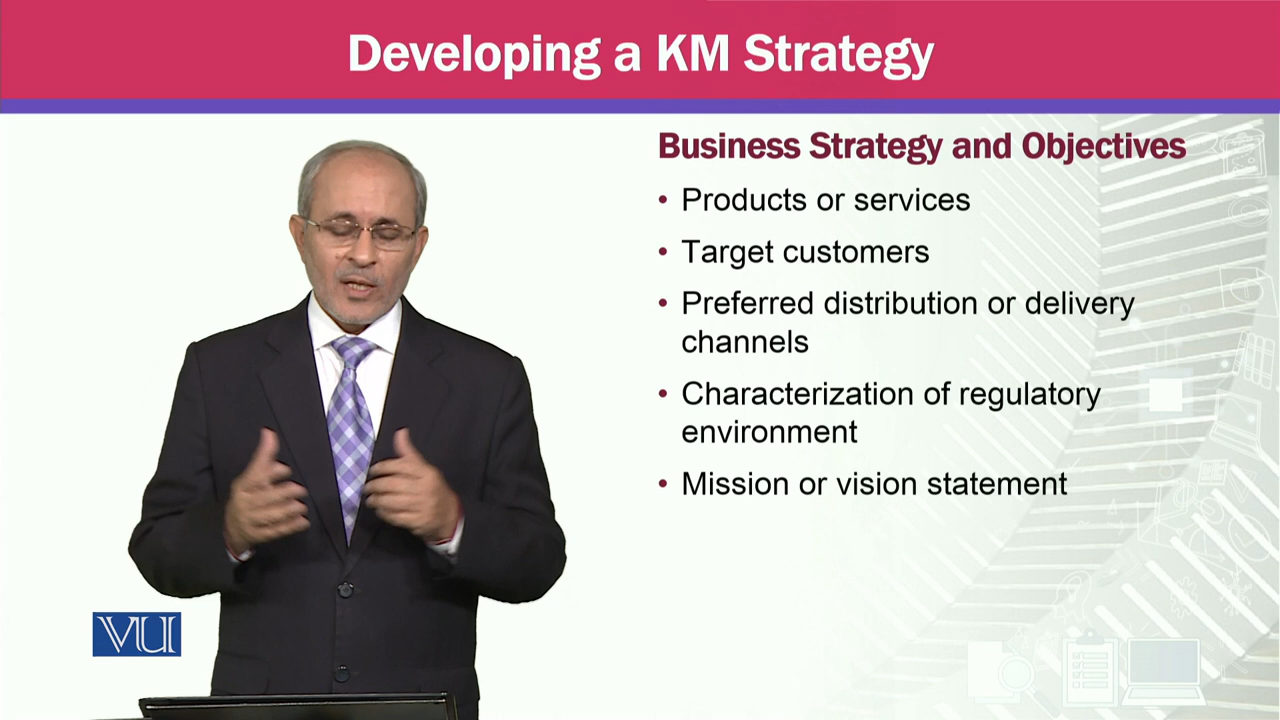 Developing a KM Strategy
Business Strategy and Objectives
• Products or services
• Target customers
• Preferred distribution or delivery
channels
• Characterization of regulatory
environment
• Mission or vision statement
VU